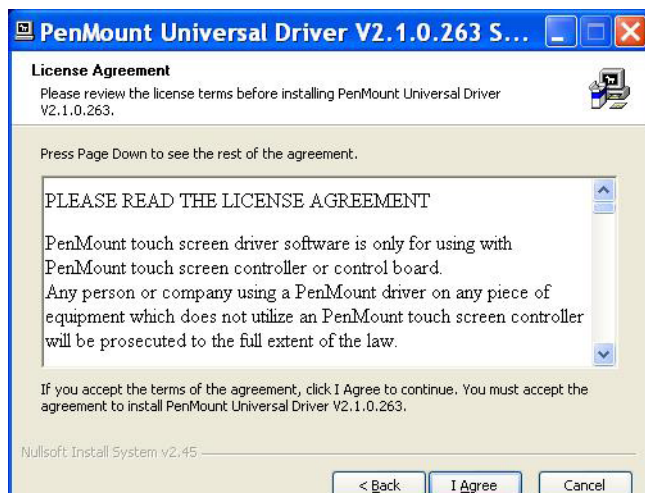 PenMount Universal Driver V2.1.0.263 S...
License Agreement
Please review the license terms before installing PenMount Universal Driver
V2.1.0.263.
Press Page Down to see the rest of the agreement.
PLEASE READ THE LICENSE AGREEMENT
PenMount touch screen driver software is only for using with
PenMount touch screen controller or control board.
Any person or company using a PenMount driver on any piece of
equipment which does not utilize an PenMount touch screen controller
will be prosecuted to the full extent of the law.
If you accept the terms of the agreement, click I Agree to continue. You must accept the
agreement to install PenMount Universal Driver V2.1.0.263.
Nullsoft Install System v2.45
< Back I Agree Cancel